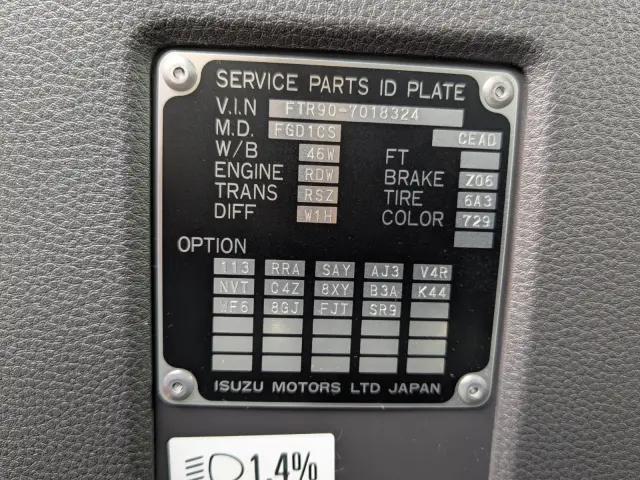 SERVICE PARTS ID PLATE
V.I.N FTR90-7018324
M.D. FGD1CS CEAD
W/B 46W FT
ENGINE RDW BRAKE Z06
TRANS RSZ TIRE 6A3
DIFF W1H COLOR 729
OPTION
113 RRA SAY AJ3 V4R
NVT C4Z 8XY B3A K44
WF6 8GJ FJT SR9
ISUZU MOTORS LTD JAPAN
1.4%